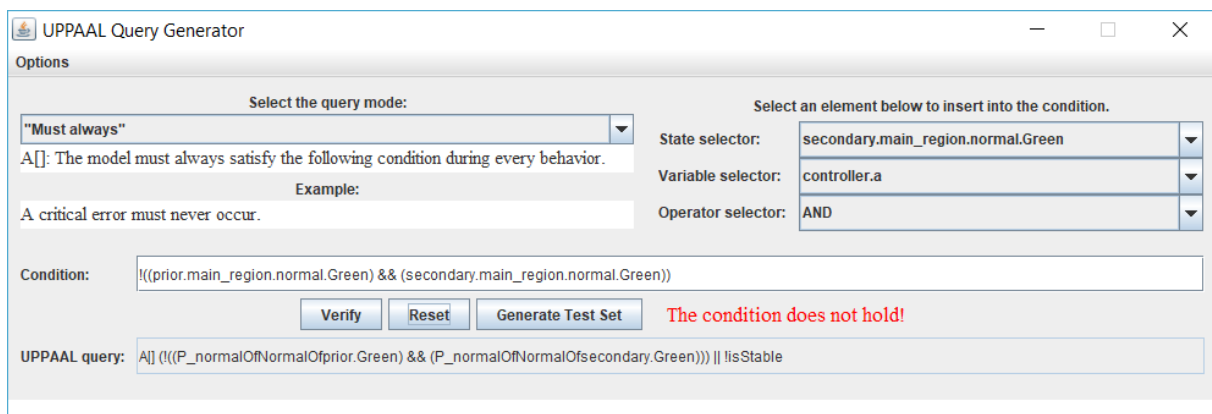 UPPAAL Query Generator
Options
Select the query mode:
"Must always"
A[]: The model must always satisfy the following condition during every behavior.
Example:
A critical error must never occur.
Select an element below to insert into the condition.
State selector: secondary.main_region.normal.Green
Variable selector: controller.a
Operator selector: AND
Condition: !((prior.main_region.normal.Green) && (secondary.main_region.normal.Green))
Verify Reset Generate Test Set The condition does not hold!
UPPAAL query: A[] (!((P_normalOfNormalOfprior.Green) && (P_normalOfNormalOfsecondary.Green))) || !isStable